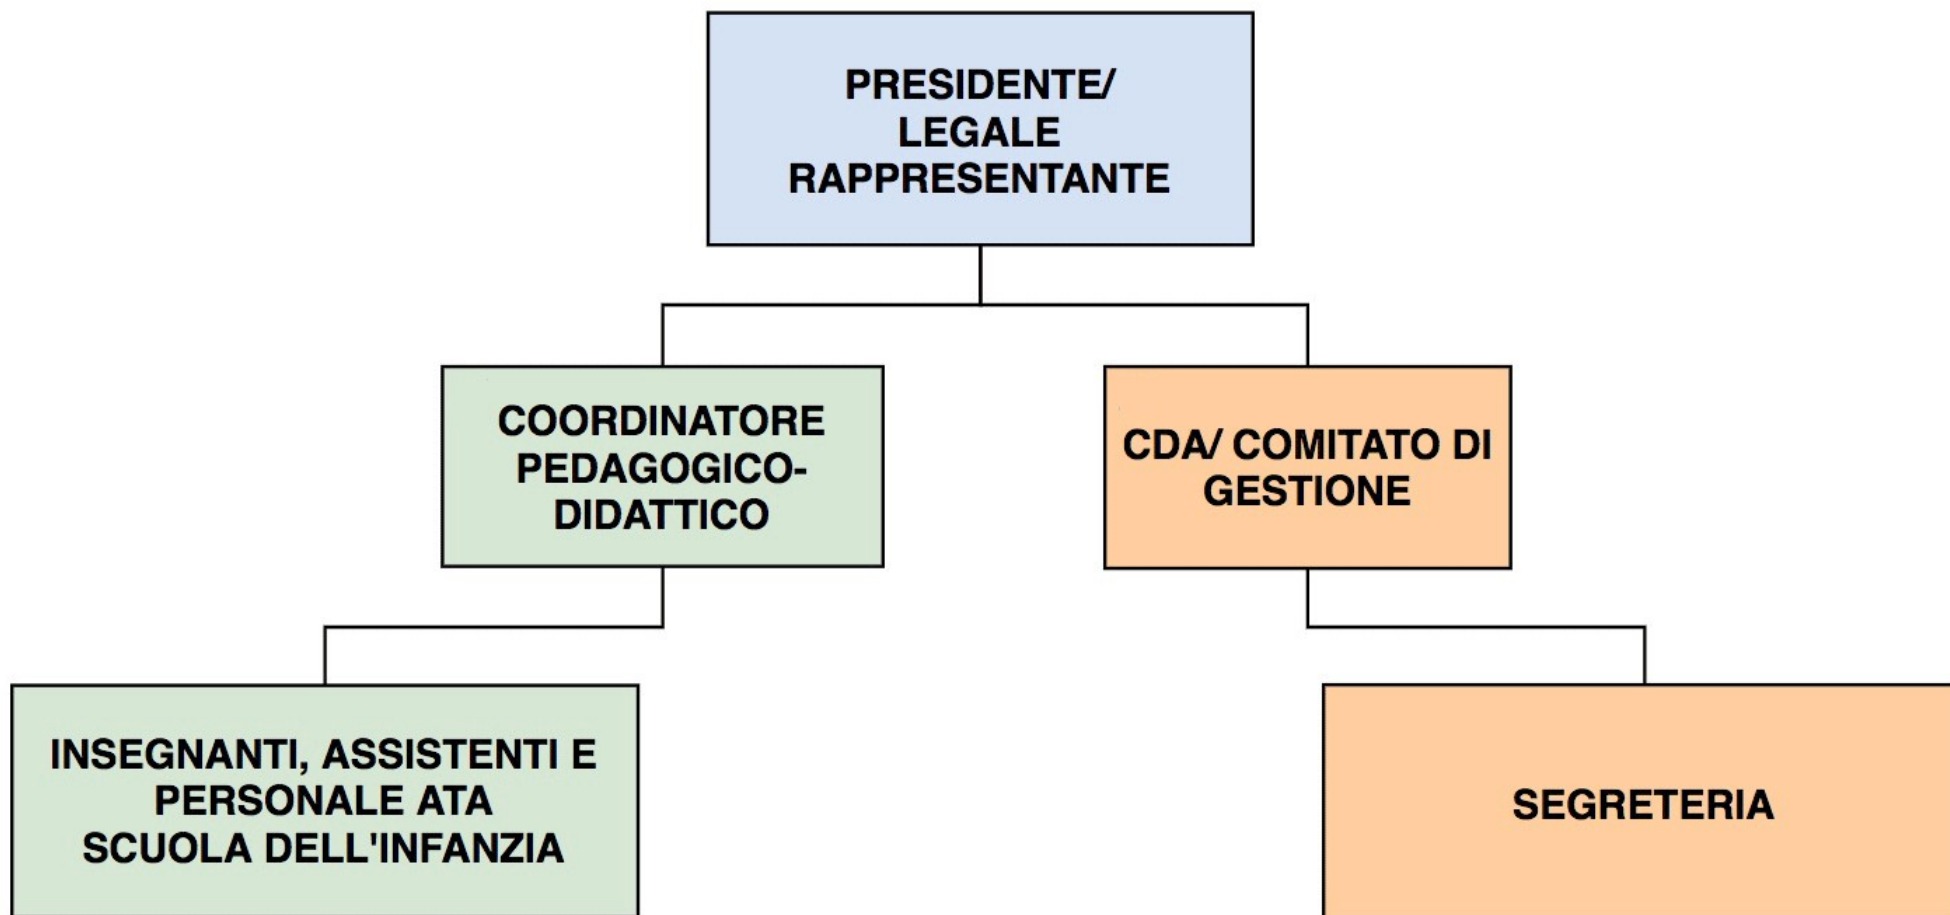 PRESIDENTE/
LEGALE
RAPPRESENTANTE
COORDINATORE
PEDAGOGICO-
DIDATTICO
CDA/ COMITATO DI
GESTIONE
INSEGNANTI, ASSISTENTI E
PERSONALE ATA
SCUOLA DELL'INFANZIA
SEGRETERIA